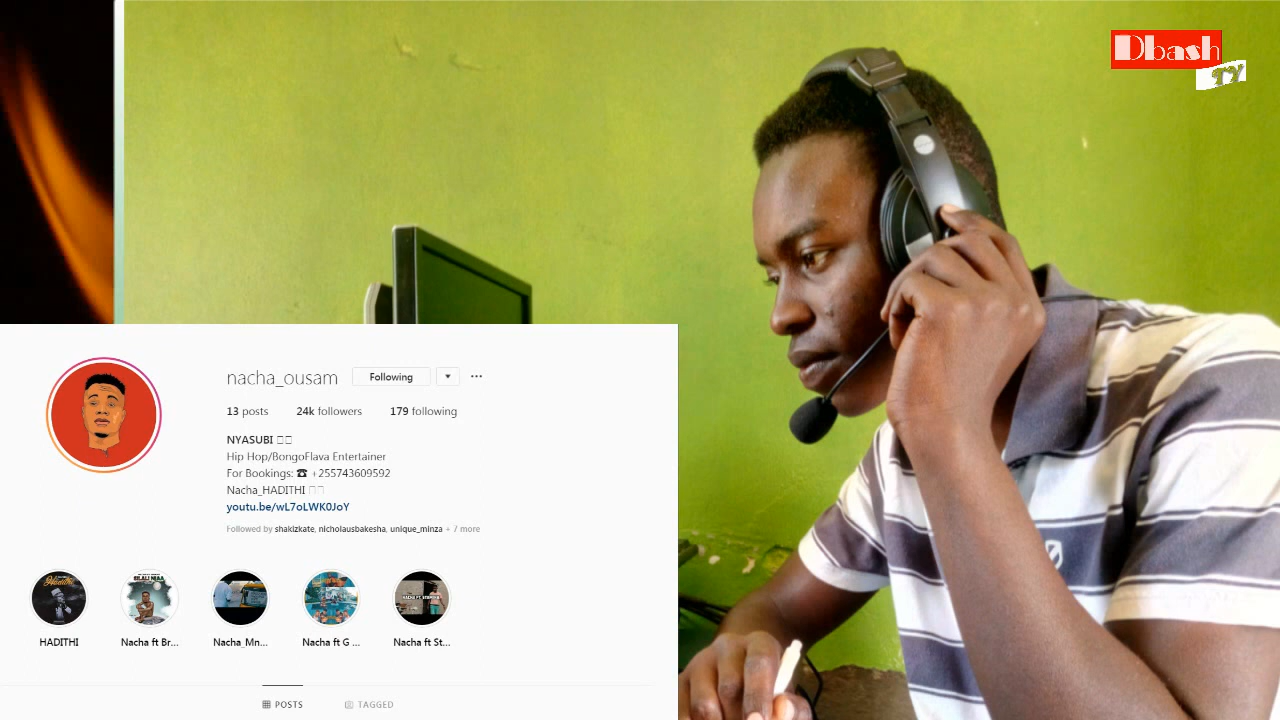 Dbash
TV
nacha_ousam Following
13 posts 24k followers 179 following
NYASUBI
Hip Hop/BongoFlava Entertainer
For Bookings: ☎ +255743609592
Nacha_HADITHI
youtu.be/wL7oLWK0JoY
Followed by shakizkate, nicholausbakesha, unique_minza + 7 more
HADITHI Nacha ft Br... Nacha_Mn... Nacha ft G ... Nacha ft St...
POSTS TAGGED